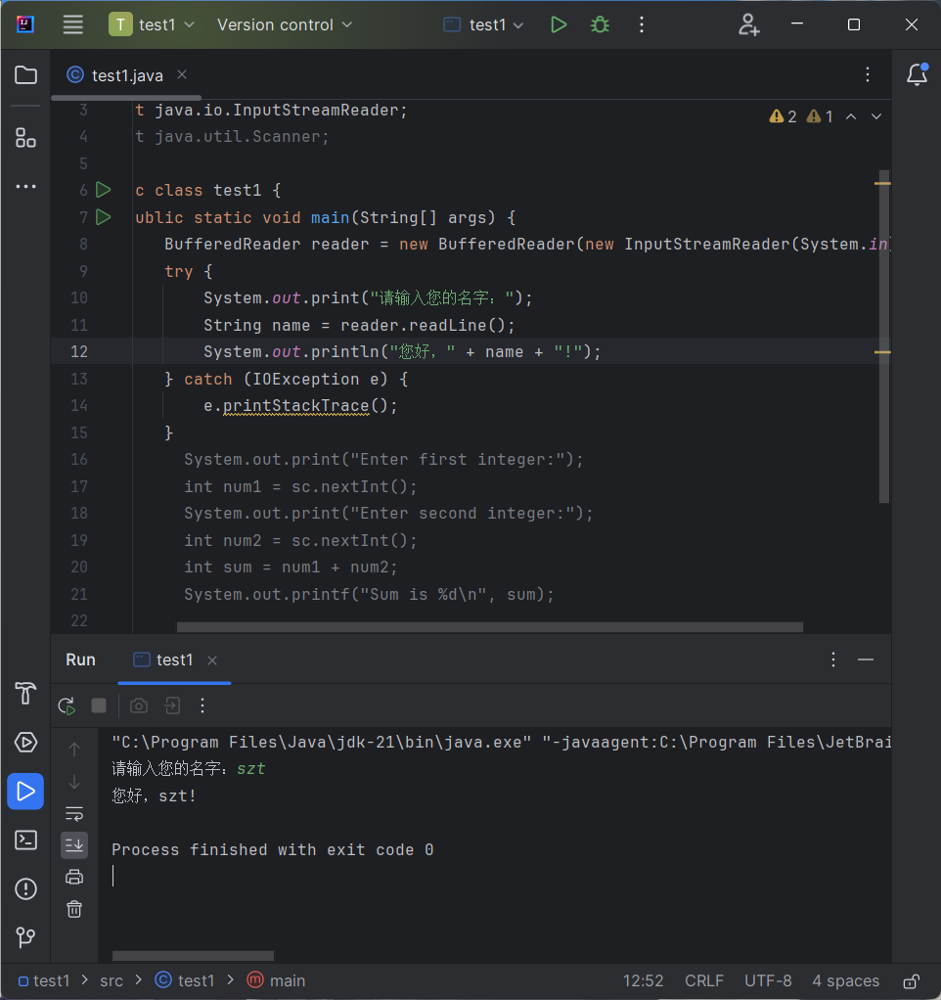 T test1 Version control test1
test1.java
3 t java.io.InputStreamReader;
2 1
4 t java.util.Scanner;
5
6 c class test1 {
7 ublic static void main(String[] args) {
8 BufferedReader reader = new BufferedReader(new InputStreamReader(System.in)
9 try {
10 System.out.print("请输入您的名字: ");
11 String name = reader.readLine();
12 System.out.println("您好, " + name + "!");
13 } catch (IOException e) {
14 e.printStackTrace();
15 }
16 System.out.print("Enter first integer:");
17 int num1 = sc.nextInt();
18 System.out.print("Enter second integer:");
19 int num2 = sc.nextInt();
20 int sum = num1 + num2;
21 System.out.printf("Sum is %d\n", sum);
22
Run test1
"C:\Program Files\Java\jdk-21\bin\java.exe" "-javaagent:C:\Program Files\JetBrai
请输入您的名字: szt
您好, szt!
Process finished with exit code 0
test1 > src > test1 > main 12:52 CRLF UTF-8 4 spaces